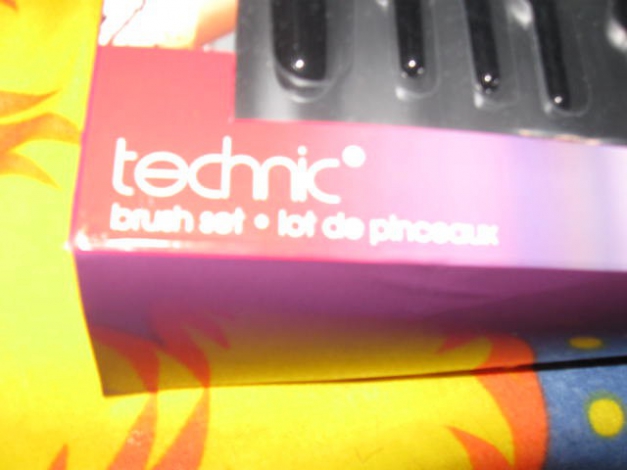 technic
brush set • lot de pinceaux